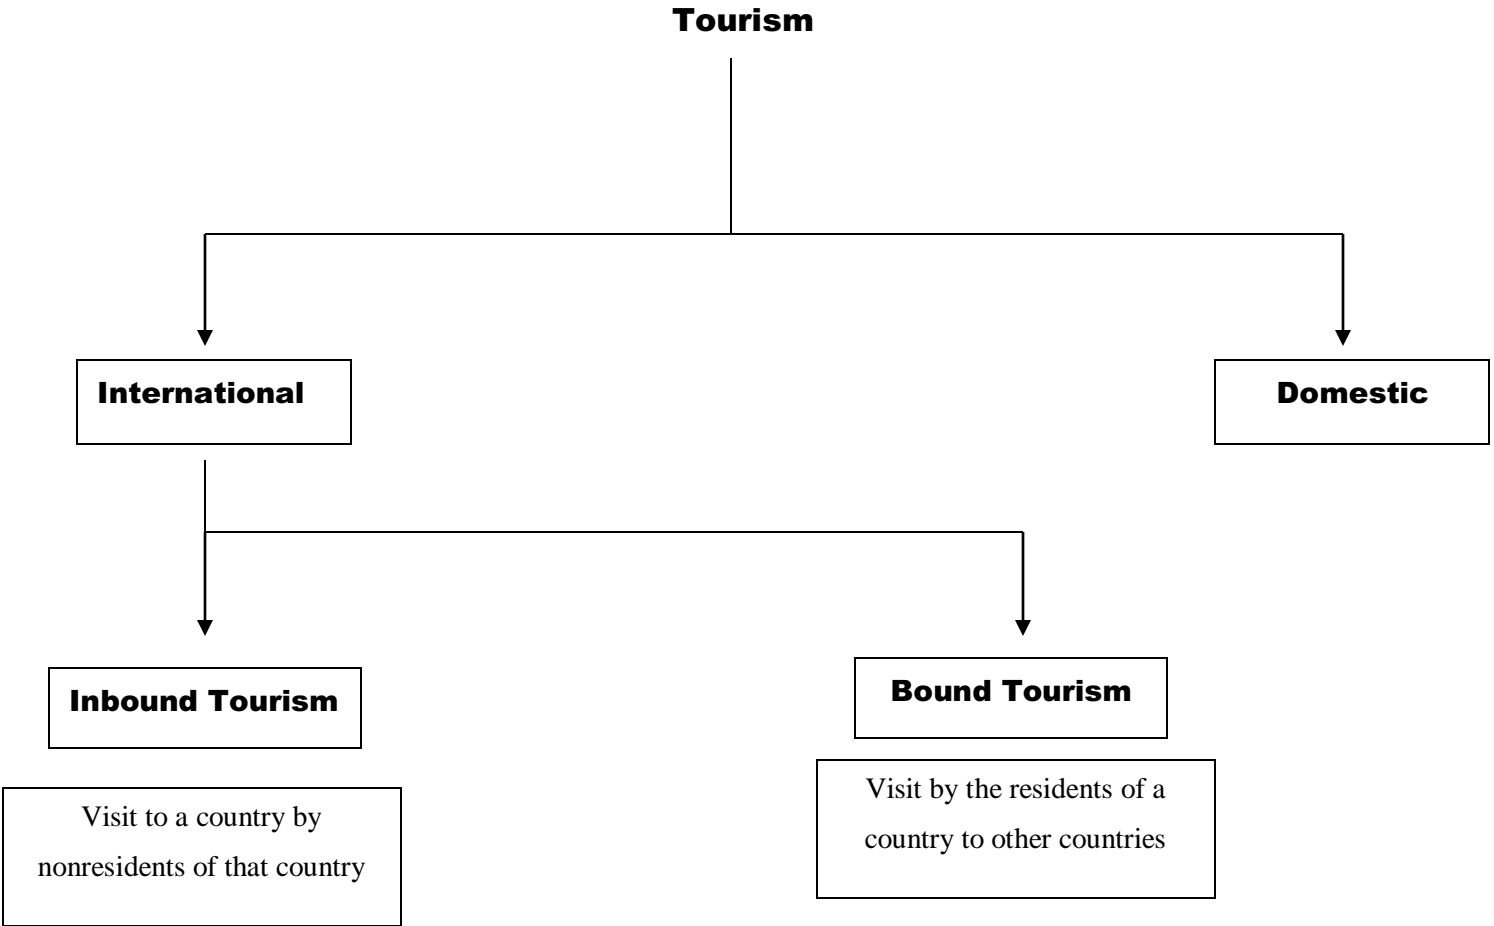 Tourism
International
Domestic
Inbound Tourism
Bound Tourism
Visit to a country by
nonresidents of that country
Visit by the residents of a
country to other countries